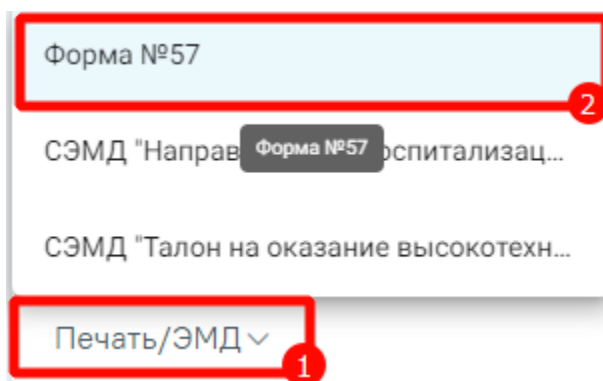 Форма №57
2
СЭМД "Направ
Форма №57
оспитализац...
СЭМД "Талон на оказание высокотехн...
Печать/ЭМД
1